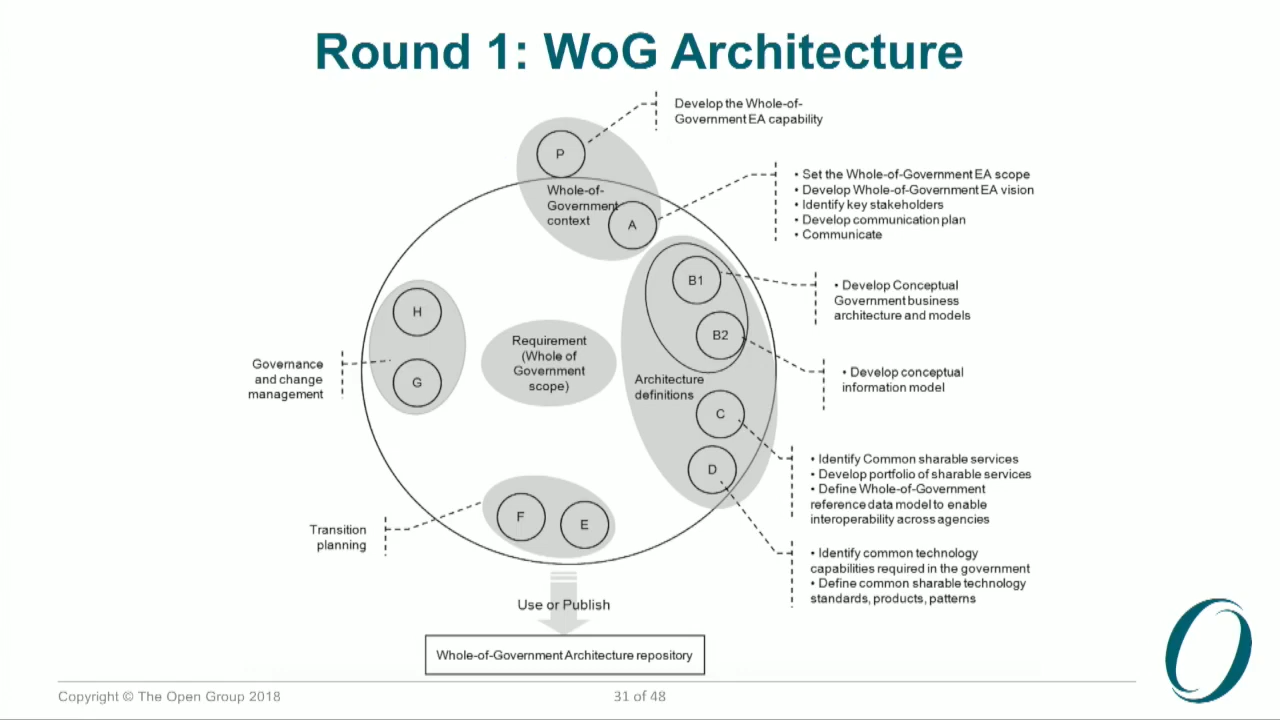 Round 1: WoG Architecture
Develop the Whole-of-
Government EA capability
P
Whole-of-
Government
context
A
• Set the Whole-of-Government EA scope
• Develop Whole-of-Government EA vision
• Identify key stakeholders
• Develop communication plan
• Communicate
B1
• Develop Conceptual
Government business
architecture and models
B2
• Develop conceptual
information model
H
G
Governance
and change
management
Requirement
(Whole of
Government
scope)
Architecture
definitions
C
D
• Identify Common sharable services
• Develop portfolio of sharable services
• Define Whole-of-Government
reference data model to enable
interoperability across agencies
• Identify common technology
capabilities required in the government
• Define common sharable technology
standards, products, patterns
F
E
Transition
planning
Use or Publish
Whole-of-Government Architecture repository
Copyright © The Open Group 2018
31 of 48